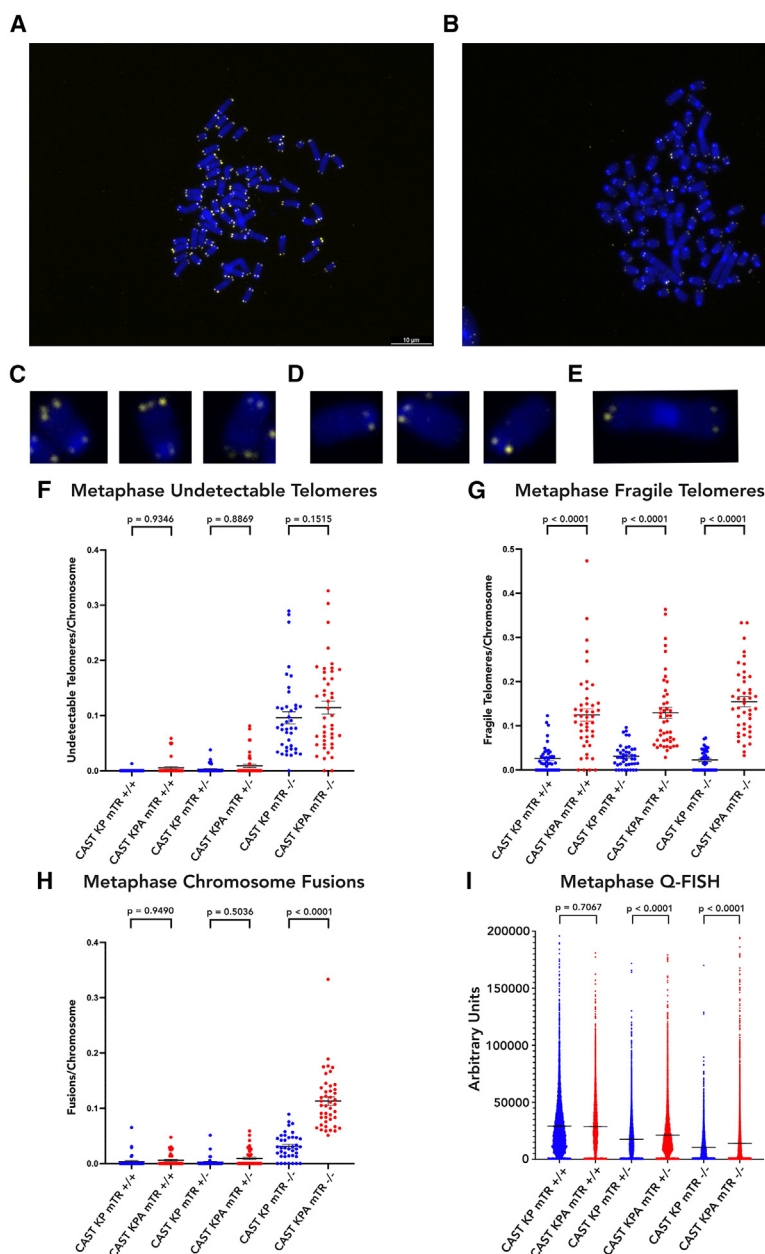 A
B
10 µm
C
D
E
F Metaphase Undetectable Telomeres
p = 0.9346 p = 0.8869 p = 0.1515
Undetectable Telomeres/Chromosome
0.4
0.3
0.2
0.1
0.0
CAST KP mTR +/+
CAST KPA mTR +/+
CAST KP mTR +/-
CAST KPA mTR +/-
CAST KP mTR -/-
CAST KPA mTR -/-
G Metaphase Fragile Telomeres
p < 0.0001 p < 0.0001 p < 0.0001
Fragile Telomeres/Chromosome
0.5
0.4
0.3
0.2
0.1
0.0
CAST KP mTR +/+
CAST KPA mTR +/+
CAST KP mTR +/-
CAST KPA mTR +/-
CAST KP mTR -/-
CAST KPA mTR -/-
H Metaphase Chromosome Fusions
p = 0.9490 p = 0.5036 p < 0.0001
Fusions/Chromosome
0.4
0.3
0.2
0.1
0.0
CAST KP mTR +/+
CAST KPA mTR +/+
CAST KP mTR +/-
CAST KPA mTR +/-
CAST KP mTR -/-
CAST KPA mTR -/-
I Metaphase Q-FISH
p = 0.7067 p < 0.0001 p < 0.0001
Arbitrary Units
200000
150000
100000
50000
0
CAST KP mTR +/+
CAST KPA mTR +/+
CAST KP mTR +/-
CAST KPA mTR +/-
CAST KP mTR -/-
CAST KPA mTR -/-